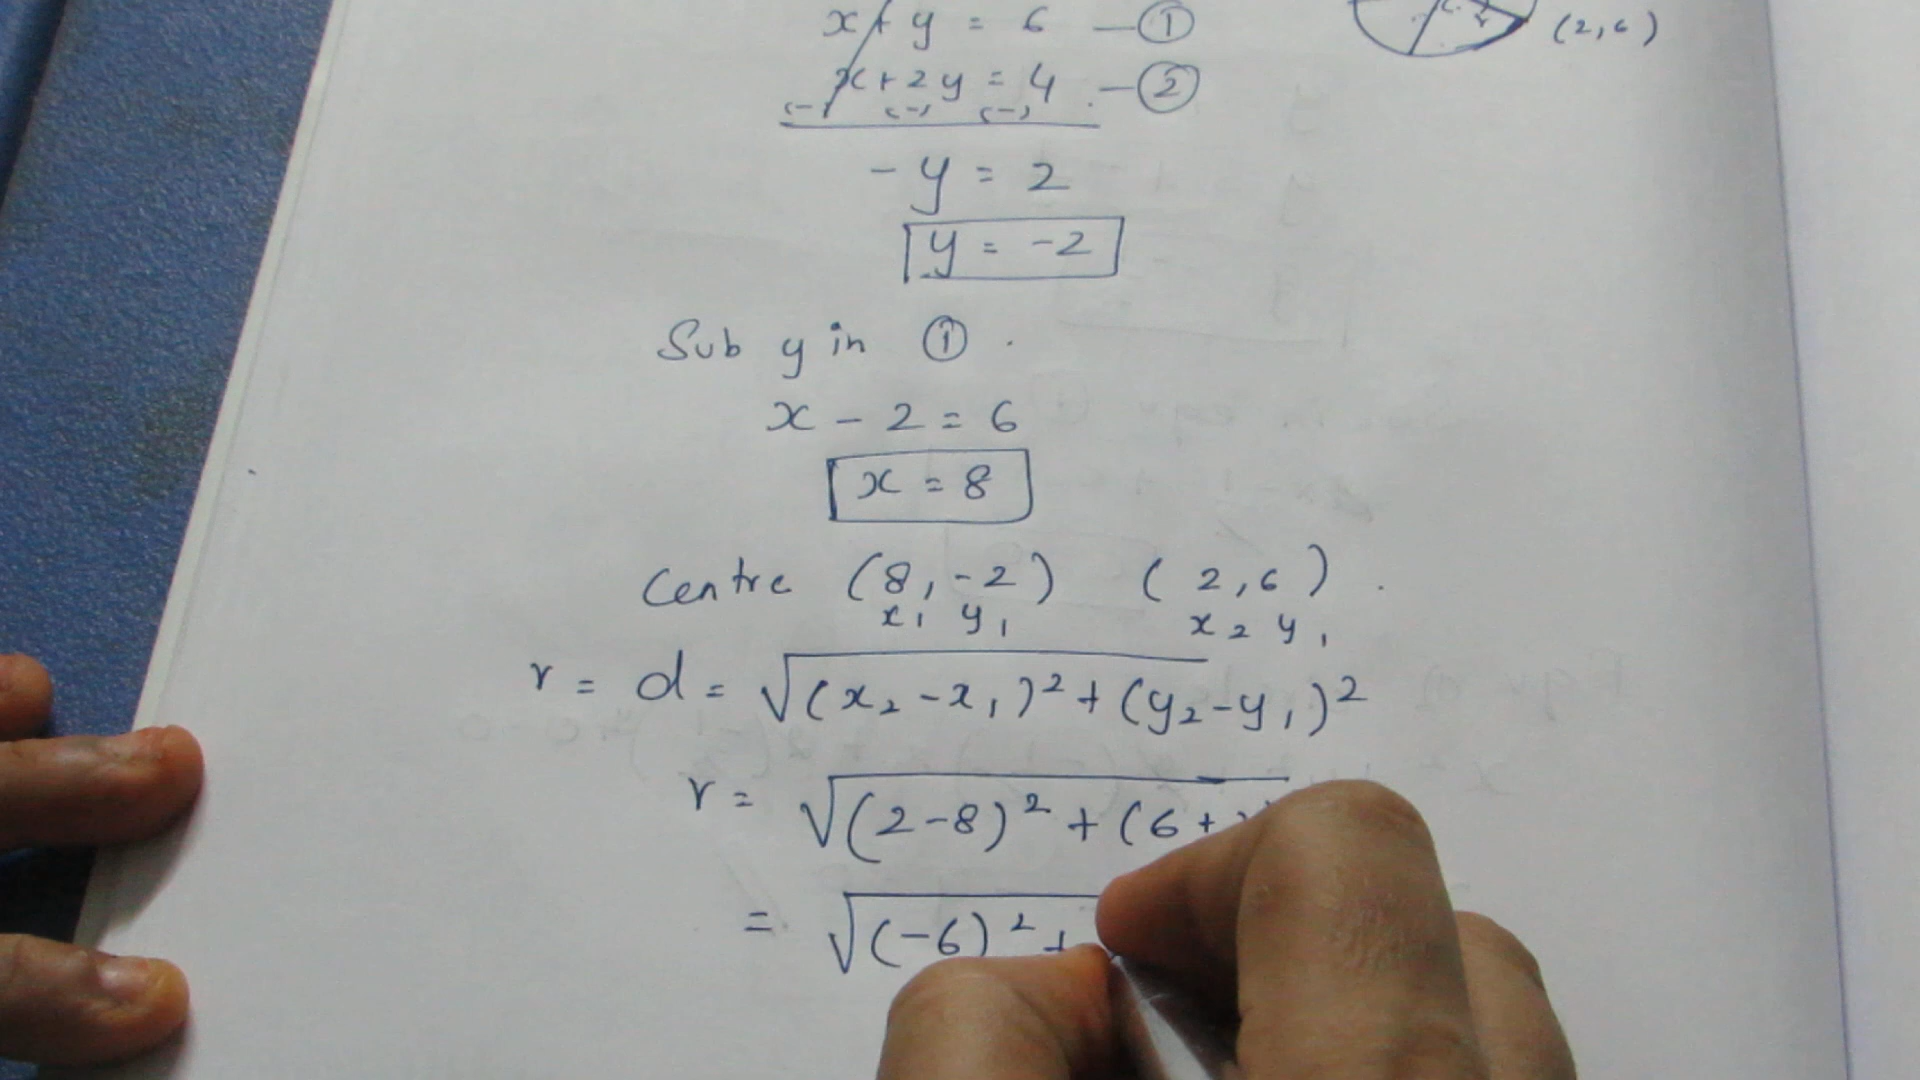 x + y = 6 — ①
(2,6)
x + 2y = 4 — ②
(-) (-) (-)
- y = 2
y = -2
Sub y in ① .
x - 2 = 6
x = 8
Centre (8, -2) (2,6) .
x₁ y₁ x₂ y₁
r = d = √(x₂ - x₁)² + (y₂ - y₁)²
r = √(2-8)² + (6 +
= √(-6)² +